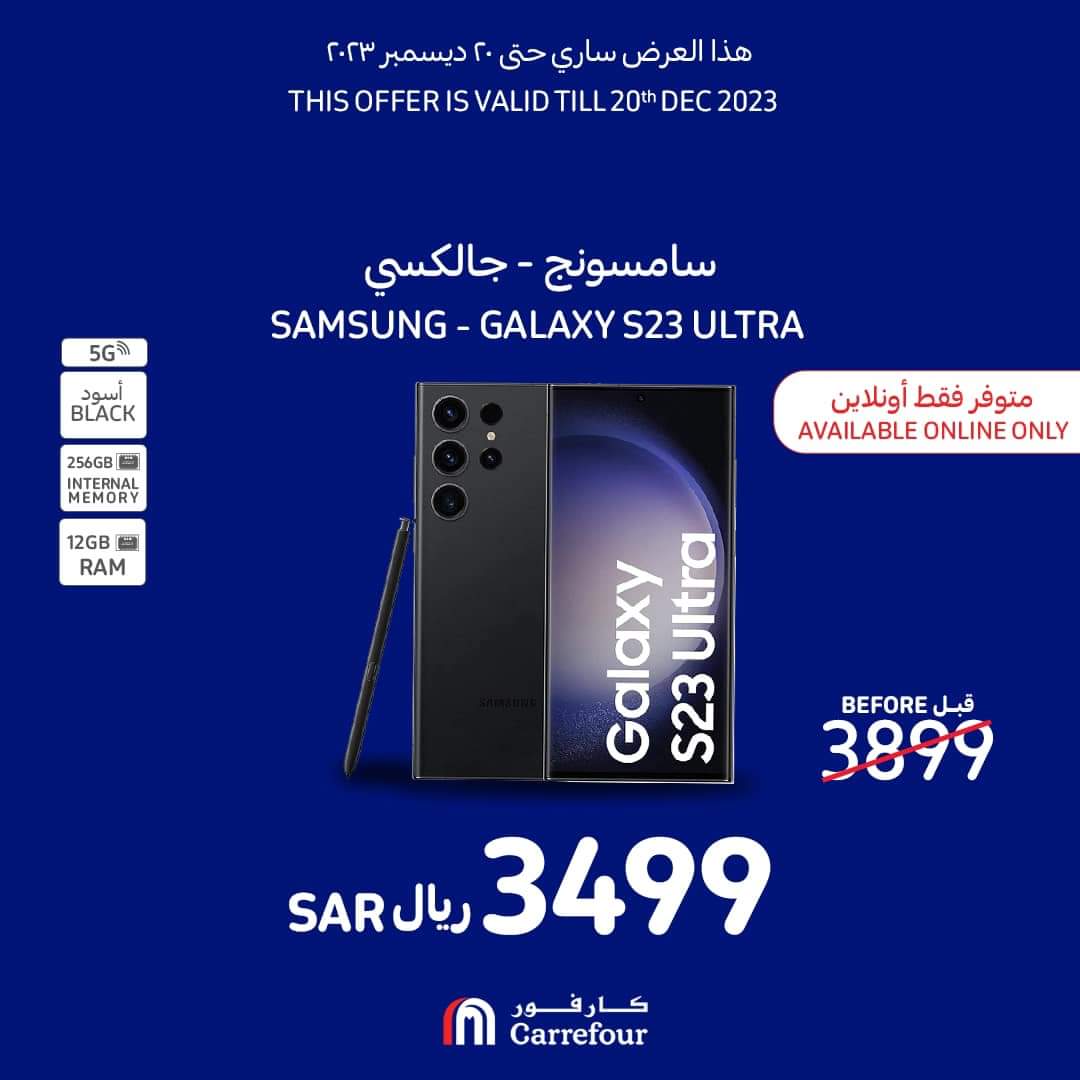 هذا العرض ساري حتى ٢٠ ديسمبر ٢٠٢٣
THIS OFFER IS VALID TILL 20th DEC 2023
سامسونج - جالكسي
SAMSUNG - GALAXY S23 ULTRA
5G
أسود
BLACK
256GB
INTERNAL
MEMORY
12GB
RAM
متوفر فقط أونلاين
AVAILABLE ONLINE ONLY
SAMSUNG
Galaxy
S23 Ultra
BEFORE قبل
3899
SAR ريال 3499
كارفور
Carrefour